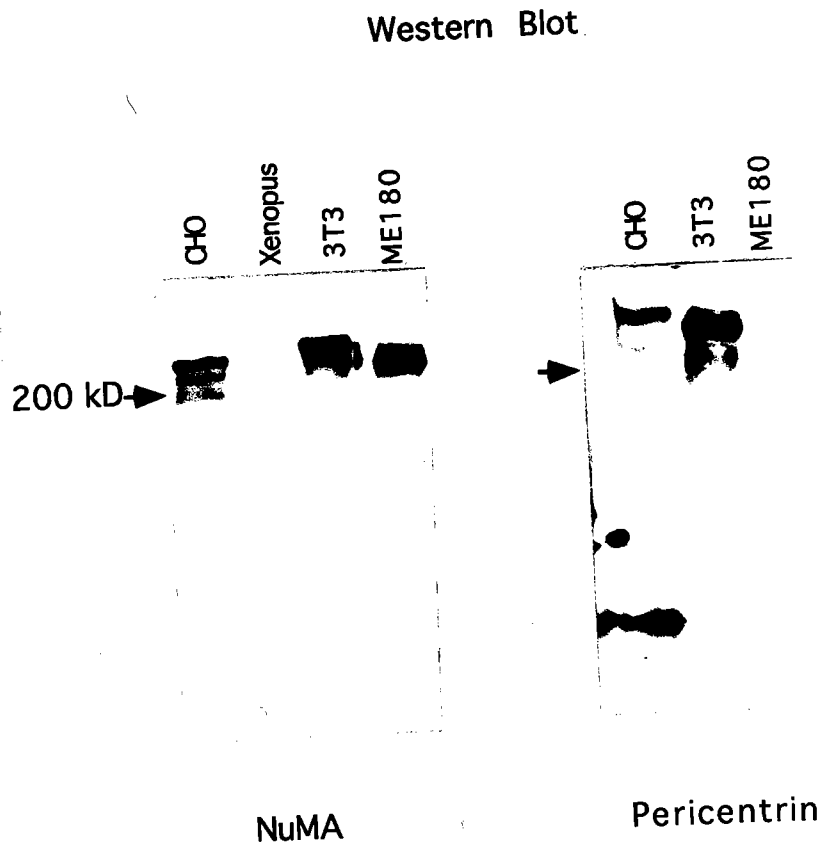 Western Blot
CHO
Xenopus
3T3
ME180
CHO
3T3
ME180
200 kD
NuMA
Pericentrin